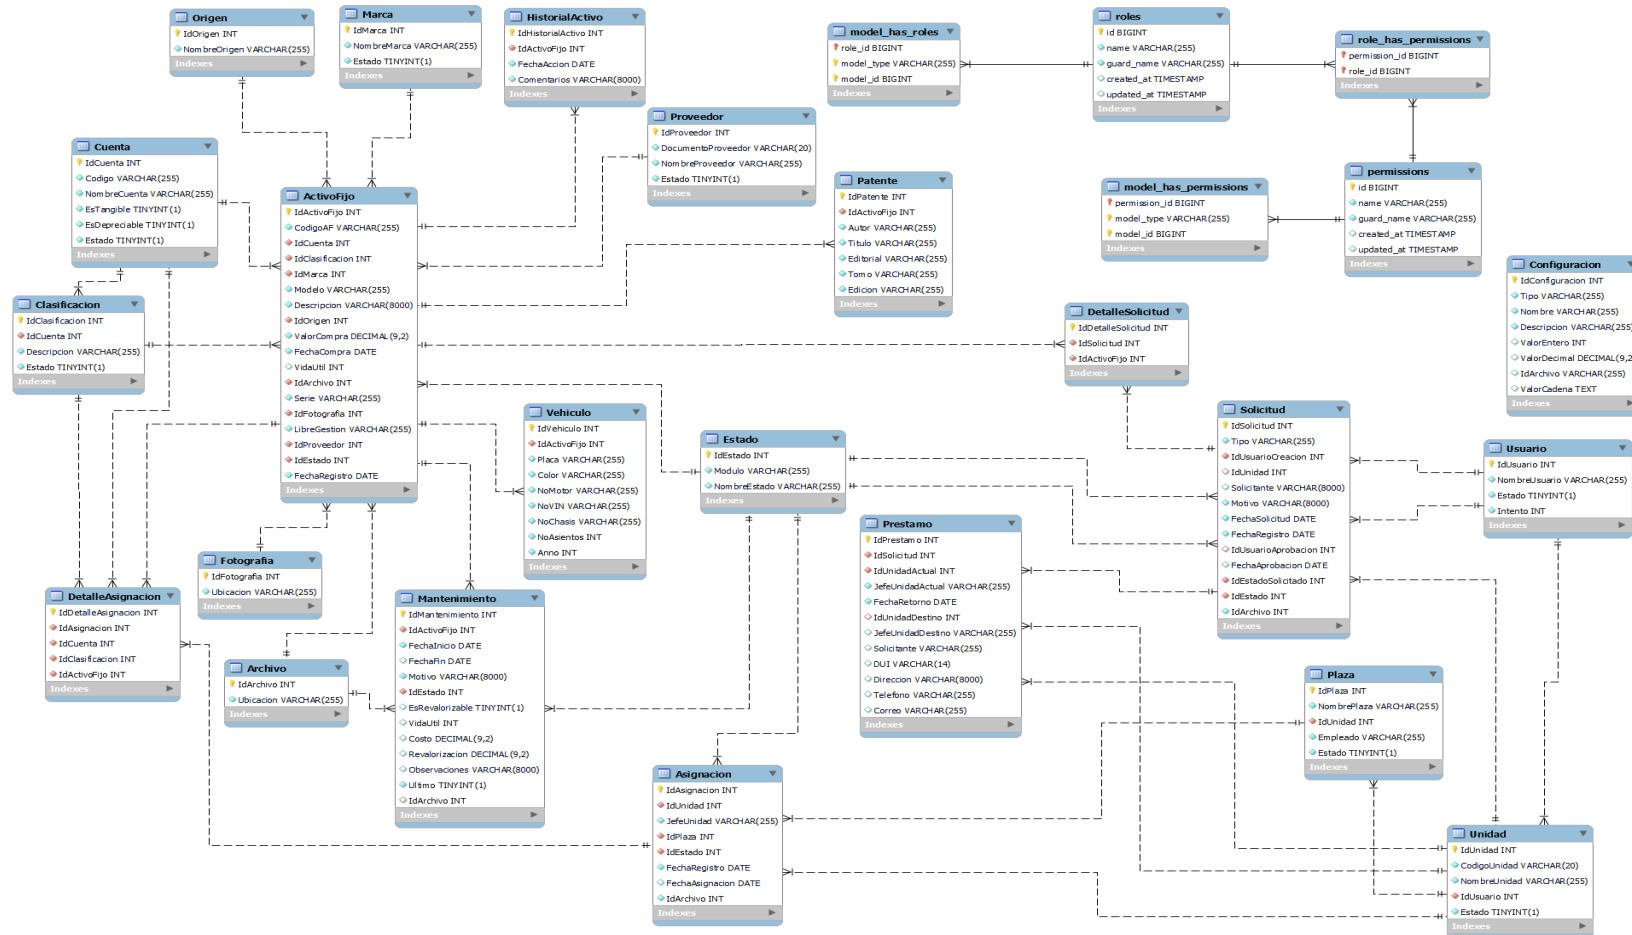 Origen
IdOrigen INT
NombreOrigen VARCHAR(255)
Indexes
Marca
IdMarca INT
NombreMarca VARCHAR(255)
Estado TINYINT(1)
Indexes
HistorialActivo
IdHistorialActivo INT
IdActivoFijo INT
FechaAccion DATE
Comentarios VARCHAR(8000)
Indexes
model_has_roles
role_id BIGINT
model_type VARCHAR(255)
model_id BIGINT
Indexes
roles
id BIGINT
name VARCHAR(255)
guard_name VARCHAR(255)
created_at TIMESTAMP
updated_at TIMESTAMP
Indexes
role_has_permissions
permission_id BIGINT
role_id BIGINT
Indexes
Proveedor
IdProveedor INT
DocumentoProveedor VARCHAR(20)
NombreProveedor VARCHAR(255)
Estado TINYINT(1)
Indexes
Cuenta
IdCuenta INT
Codigo VARCHAR(255)
NombreCuenta VARCHAR(255)
EsTangible TINYINT(1)
EsDepreciable TINYINT(1)
Estado TINYINT(1)
Indexes
ActivoFijo
IdActivoFijo INT
CodigoAF VARCHAR(255)
IdCuenta INT
IdClasificacion INT
IdMarca INT
Modelo VARCHAR(255)
Descripcion VARCHAR(8000)
IdOrigen INT
ValorCompra DECIMAL(9,2)
FechaCompra DATE
VidaUtil INT
IdArchivo INT
Serie VARCHAR(255)
IdFotografia INT
LibreGestion VARCHAR(255)
IdProveedor INT
IdEstado INT
FechaRegistro DATE
Indexes
Patente
IdPatente INT
IdActivoFijo INT
Autor VARCHAR(255)
Titulo VARCHAR(255)
Editorial VARCHAR(255)
Tomo VARCHAR(255)
Edicion VARCHAR(255)
Indexes
model_has_permissions
permission_id BIGINT
model_type VARCHAR(255)
model_id BIGINT
Indexes
permissions
id BIGINT
name VARCHAR(255)
guard_name VARCHAR(255)
created_at TIMESTAMP
updated_at TIMESTAMP
Indexes
Configuracion
IdConfiguracion INT
Tipo VARCHAR(255)
Nombre VARCHAR(255)
Descripcion VARCHAR(255
ValorEntero INT
ValorDecimal DECIMAL(9,2
IdArchivo VARCHAR(255)
ValorCadena TEXT
Indexes
Clasificacion
IdClasificacion INT
IdCuenta INT
Descripcion VARCHAR(255)
Estado TINYINT(1)
Indexes
DetalleSolicitud
IdDetalleSolicitud INT
IdSolicitud INT
IdActivoFijo INT
Indexes
Vehiculo
IdVehiculo INT
IdActivoFijo INT
Placa VARCHAR(255)
Color VARCHAR(255)
NoMotor VARCHAR(255)
NoVIN VARCHAR(255)
NoChasis VARCHAR(255)
NoAsientos INT
Anno INT
Indexes
Estado
IdEstado INT
Modulo VARCHAR(255)
NombreEstado VARCHAR(255)
Indexes
Solicitud
IdSolicitud INT
Tipo VARCHAR(255)
IdUsuarioCreacion INT
IdUnidad INT
Solicitante VARCHAR(8000)
Motivo VARCHAR(8000)
FechaSolicitud DATE
FechaRegistro DATE
IdUsuarioAprobacion INT
FechaAprobacion DATE
IdEstadoSolicitado INT
IdEstado INT
IdArchivo INT
Indexes
Usuario
IdUsuario INT
NombreUsuario VARCHAR(255)
Estado TINYINT(1)
Intento INT
Indexes
Prestamo
IdPrestamo INT
IdSolicitud INT
IdUnidadActual INT
JefeUnidadActual VARCHAR(255)
FechaRetorno DATE
IdUnidadDestino INT
JefeUnidadDestino VARCHAR(255)
Solicitante VARCHAR(255)
DUI VARCHAR(14)
Direccion VARCHAR(8000)
Telefono VARCHAR(255)
Correo VARCHAR(255)
Indexes
Fotografia
IdFotografia INT
Ubicacion VARCHAR(255)
Indexes
DetalleAsignacion
IdDetalleAsignacion INT
IdAsignacion INT
IdCuenta INT
IdClasificacion INT
IdActivoFijo INT
Indexes
Mantenimiento
IdMantenimiento INT
IdActivoFijo INT
FechaInicio DATE
FechaFin DATE
Motivo VARCHAR(8000)
IdEstado INT
EsRevalorizable TINYINT(1)
VidaUtil INT
Costo DECIMAL(9,2)
Revalorizacion DECIMAL(9,2)
Observaciones VARCHAR(8000)
Ultimo TINYINT(1)
IdArchivo INT
Indexes
Archivo
IdArchivo INT
Ubicacion VARCHAR(255)
Indexes
Plaza
IdPlaza INT
NombrePlaza VARCHAR(255)
IdUnidad INT
Empleado VARCHAR(255)
Estado TINYINT(1)
Indexes
Asignacion
IdAsignacion INT
IdUnidad INT
JefeUnidad VARCHAR(255)
IdPlaza INT
IdEstado INT
FechaRegistro DATE
FechaAsignacion DATE
IdArchivo INT
Indexes
Unidad
IdUnidad INT
CodigoUnidad VARCHAR(20)
NombreUnidad VARCHAR(255)
IdUsuario INT
Estado TINYINT(1)
Indexes